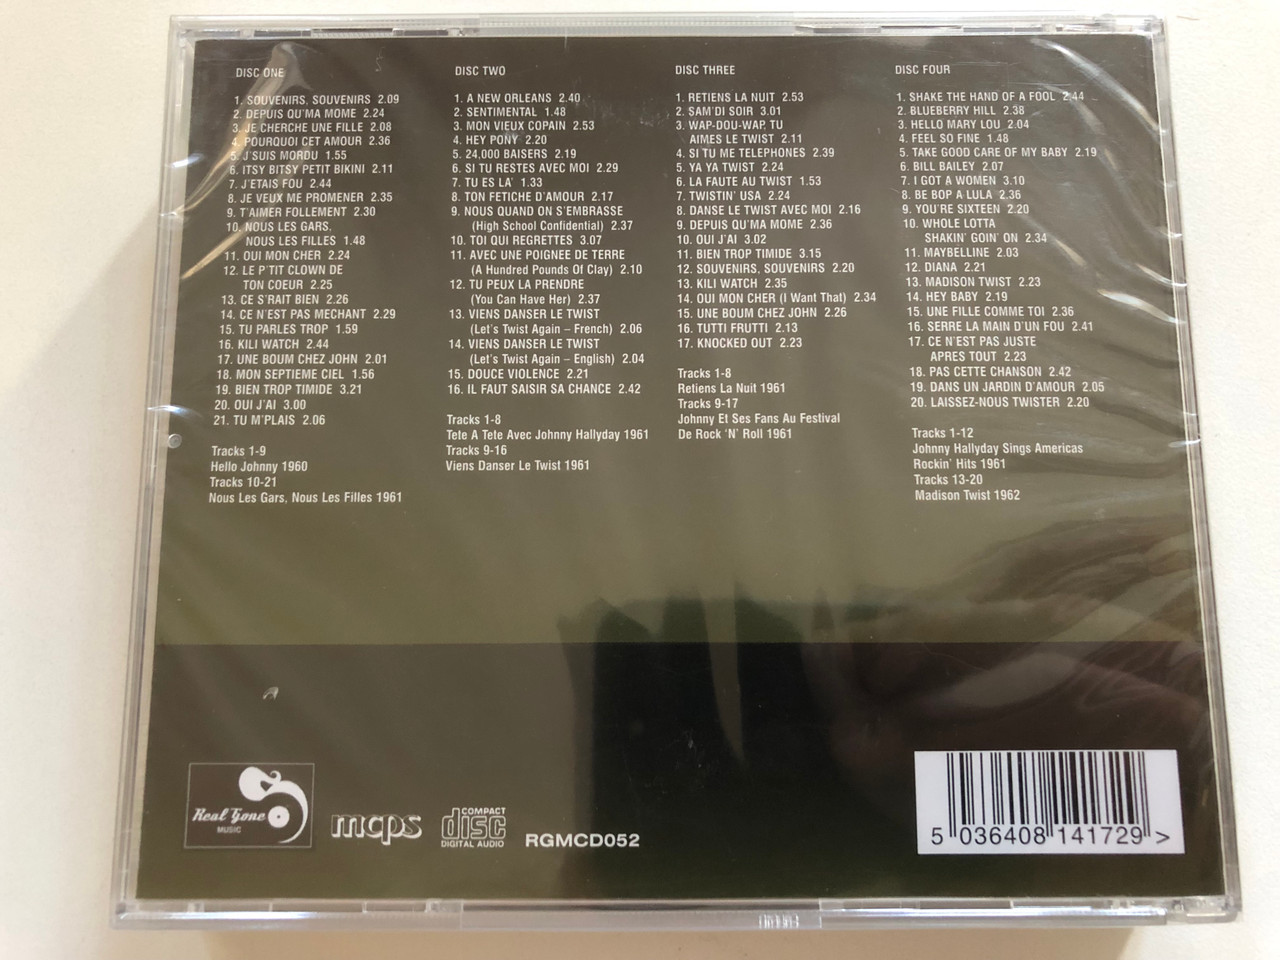 DISC ONE
1. SOUVENIRS, SOUVENIRS 2.09
2. DEPUIS QU'MA MOME 2.24
3. JE CHERCHE UNE FILLE 2.08
4. POURQUOI CET AMOUR 2.36
5. J'SUIS MORDU 1.55
6. ITSY BITSY PETIT BIKINI 2.11
7. J'ETAIS FOU 2.44
8. JE VEUX ME PROMENER 2.35
9. T'AIMER FOLLEMENT 2.30
10. NOUS LES GARS,
NOUS LES FILLES 1.48
11. OUI MON CHER 2.24
12. LE P'TIT CLOWN DE
TON COEUR 2.25
13. CE S'RAIT BIEN 2.26
14. CE N'EST PAS MECHANT 2.29
15. TU PARLES TROP 1.59
16. KILI WATCH 2.44
17. UNE BOUM CHEZ JOHN 2.01
18. MON SEPTIEME CIEL 1.56
19. BIEN TROP TIMIDE 3.21
20. OUI J'AI 3.00
21. TU M'PLAIS 2.06
Tracks 1-9
Hello Johnny 1960
Tracks 10-21
Nous Les Gars, Nous Les Filles 1961
DISC TWO
1. A NEW ORLEANS 2.40
2. SENTIMENTAL 1.48
3. MON VIEUX COPAIN 2.53
4. HEY PONY 2.20
5. 24,000 BAISERS 2.19
6. SI TU RESTES AVEC MOI 2.29
7. TU ES LA' 1.33
8. TON FETICHE D'AMOUR 2.17
9. NOUS QUAND ON S'EMBRASSE
(High School Confidential) 2.37
10. TOI QUI REGRETTES 3.07
11. AVEC UNE POIGNEE DE TERRE
(A Hundred Pounds Of Clay) 2.10
12. TU PEUX LA PRENDRE
(You Can Have Her) 2.37
13. VIENS DANSER LE TWIST
(Let's Twist Again – French) 2.06
14. VIENS DANSER LE TWIST
(Let's Twist Again – English) 2.04
15. DOUCE VIOLENCE 2.21
16. IL FAUT SAISIR SA CHANCE 2.42
Tracks 1-8
Tete A Tete Avec Johnny Hallyday 1961
Tracks 9-16
Viens Danser Le Twist 1961
DISC THREE
1. RETIENS LA NUIT 2.53
2. SAM'DI SOIR 3.01
3. WAP-DOU-WAP, TU
AIMES LE TWIST 2.11
4. SI TU ME TELEPHONES 2.39
5. YA YA TWIST 2.24
6. LA FAUTE AU TWIST 1.53
7. TWISTIN' USA 2.24
8. DANSE LE TWIST AVEC MOI 2.16
9. DEPUIS QU'MA MOME 2.36
10. OUI J'AI 3.02
11. BIEN TROP TIMIDE 3.15
12. SOUVENIRS, SOUVENIRS 2.20
13. KILI WATCH 2.35
14. OUI MON CHER (I Want That) 2.34
15. UNE BOUM CHEZ JOHN 2.26
16. TUTTI FRUTTI 2.13
17. KNOCKED OUT 2.23
Tracks 1-8
Retiens La Nuit 1961
Tracks 9-17
Johnny Et Ses Fans Au Festival
De Rock 'N' Roll 1961
DISC FOUR
1. SHAKE THE HAND OF A FOOL 2.44
2. BLUEBERRY HILL 2.38
3. HELLO MARY LOU 2.04
4. FEEL SO FINE 1.48
5. TAKE GOOD CARE OF MY BABY 2.19
6. BILL BAILEY 2.07
7. I GOT A WOMEN 3.10
8. BE BOP A LULA 2.36
9. YOU'RE SIXTEEN 2.20
10. WHOLE LOTTA
SHAKIN' GOIN' ON 2.34
11. MAYBELLINE 2.03
12. DIANA 2.21
13. MADISON TWIST 2.23
14. HEY BABY 2.19
15. UNE FILLE COMME TOI 2.36
16. SERRE LA MAIN D'UN FOU 2.41
17. CE N'EST PAS JUSTE
APRES TOUT 2.23
18. PAS CETTE CHANSON 2.42
19. DANS UN JARDIN D'AMOUR 2.05
20. LAISSEZ-NOUS TWISTER 2.20
Tracks 1-12
Johnny Hallyday Sings Americas
Rockin' Hits 1961
Tracks 13-20
Madison Twist 1962
Real Gone
MUSIC
mcps
COMPACT
disc
DIGITAL AUDIO
RGMCD052
5 036408 141729 >